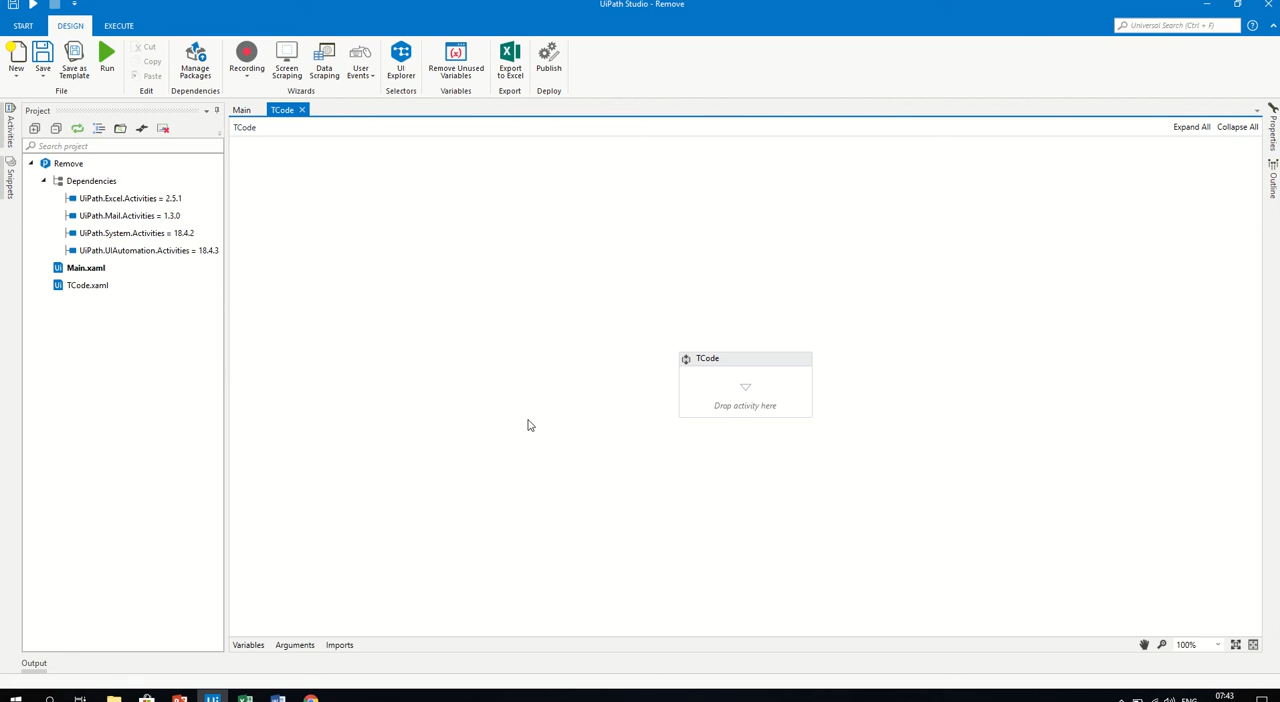 UiPath Studio - Remove
START
DESIGN
EXECUTE
Universal Search (Ctrl + F)
New
Save
Save as
Template
Run
Cut
Copy
Paste
Manage
Packages
Recording
Screen
Scraping
Data
Scraping
User
Events
UI
Explorer
Remove Unused
Variables
Export
to Excel
Publish
File
Edit
Dependencies
Wizards
Selectors
Variables
Export
Deploy
Activities
Snippets
Project
Search project
Remove
Dependencies
UiPath.Excel.Activities = 2.5.1
UiPath.Mail.Activities = 1.3.0
UiPath.System.Activities = 18.4.2
UiPath.UIAutomation.Activities = 18.4.3
Main.xaml
TCode.xaml
Main
TCode
TCode
Expand All
Collapse All
TCode
Drop activity here
Properties
Outline
Variables
Arguments
Imports
100%
Output
ENG
07:43